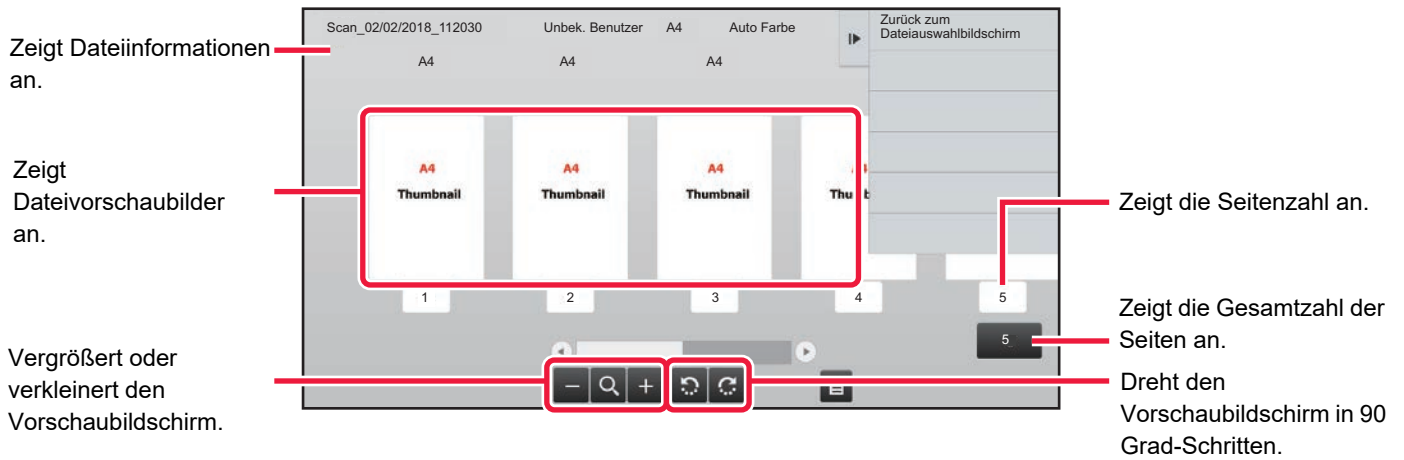 Zeigt Dateiinformationen
an.
Zeigt
Dateivorschaubilder
an.
Vergrößert oder
verkleinert den
Vorschaubildschirm.
Scan_02/02/2018_112030 Unbek. Benutzer A4 Auto Farbe
Zurück zum
Dateiauswahlbildschirm
A4 A4 A4
A4 A4 A4
Thumbnail Thumbnail Thumbnail
1 2 3 4 5
5
Zeigt die Seitenzahl an.
Zeigt die Gesamtzahl der
Seiten an.
Dreht den
Vorschaubildschirm in 90
Grad-Schritten.